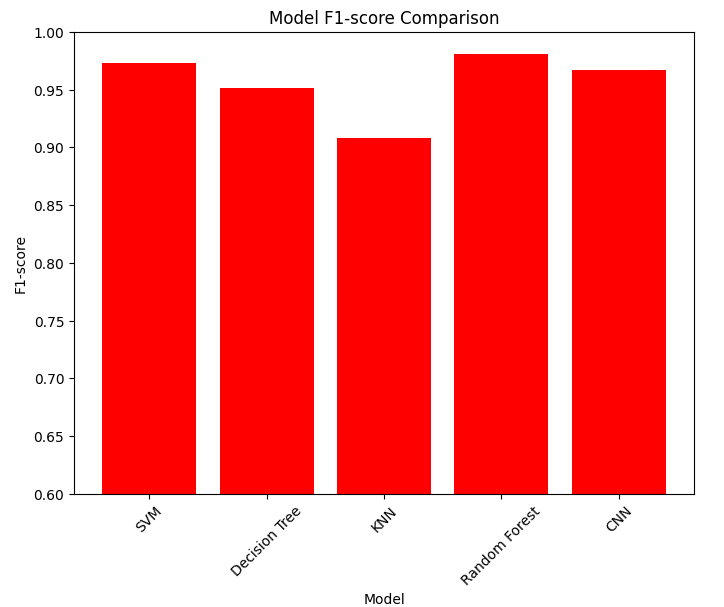 Model F1-score Comparison
1.00
0.95
0.90
0.85
0.80
0.75
0.70
0.65
0.60
F1-score
SVM
Decision Tree
KNN
Random Forest
CNN
Model